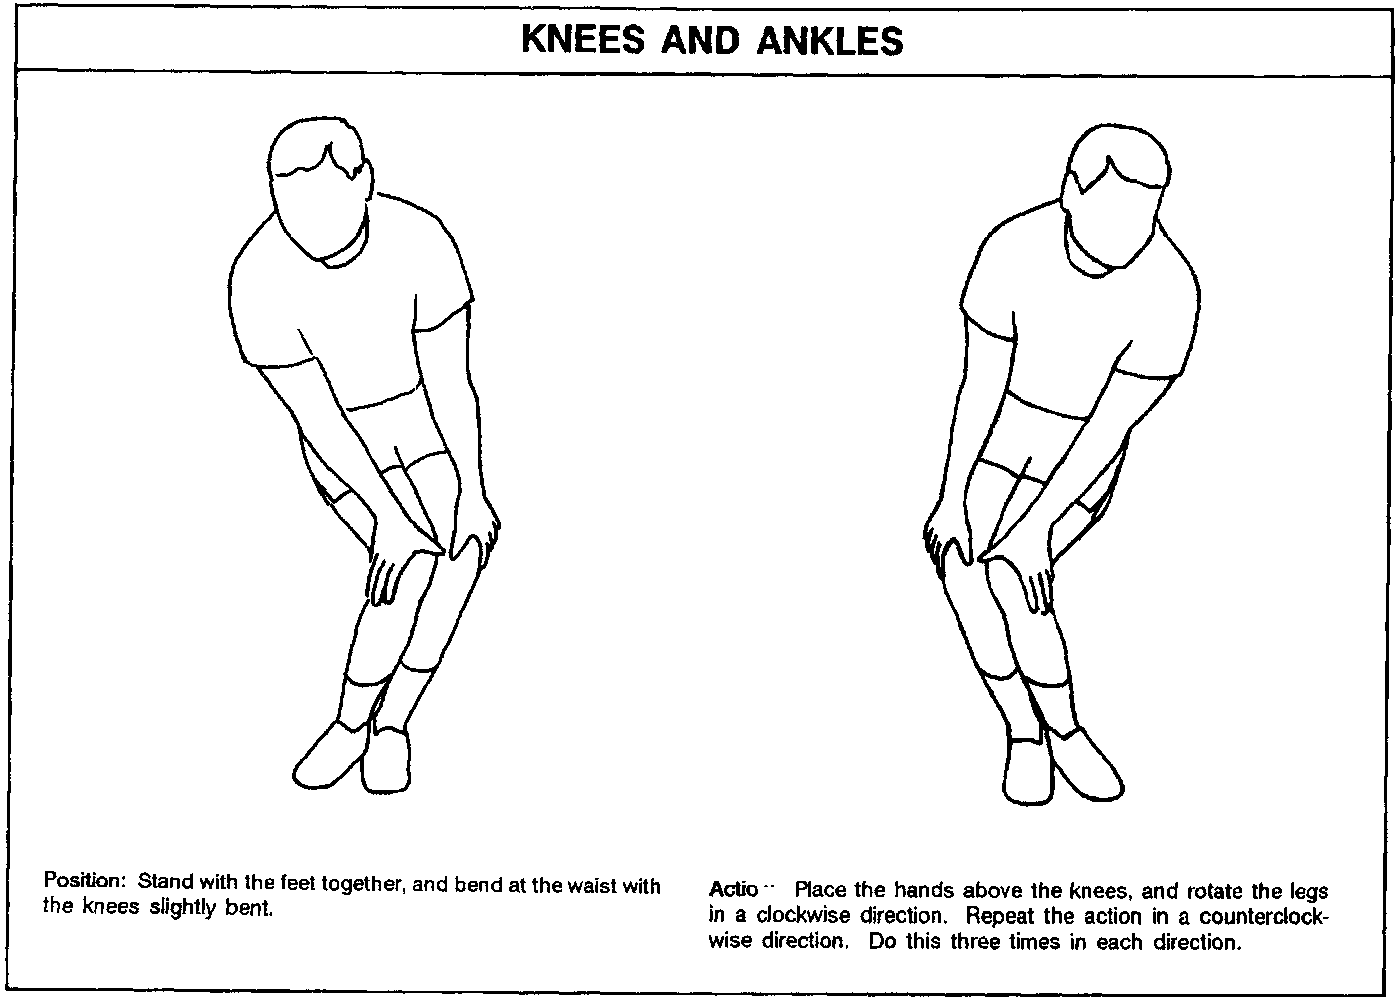 KNEES AND ANKLES
Position: Stand with the feet together, and bend at the waist with
the knees slightly bent.
Actio Place the hands above the knees, and rotate the legs
in a clockwise direction. Repeat the action in a counterclock-
wise direction. Do this three times in each direction.